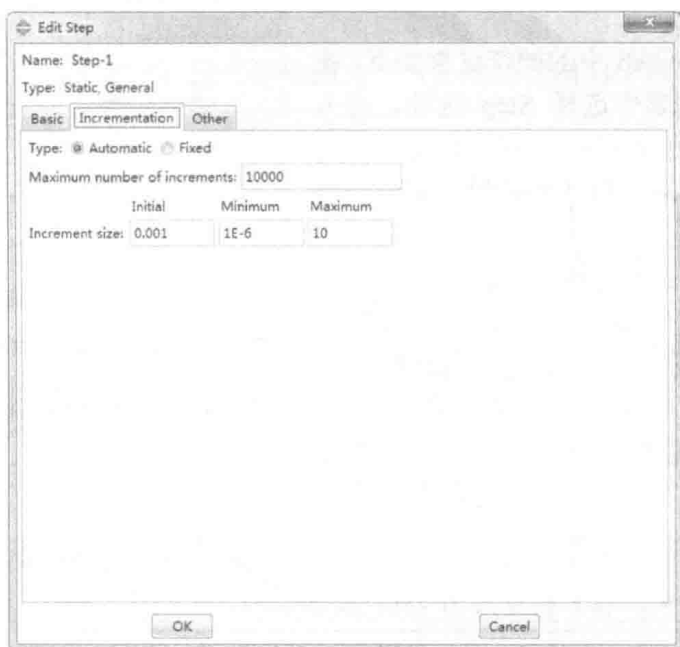 Edit Step
Name: Step-1
Type: Static, General
Basic Incrementation Other
Type: Automatic Fixed
Maximum number of increments: 10000
Initial Minimum Maximum
Increment size: 0.001 1E-6 10
OK Cancel